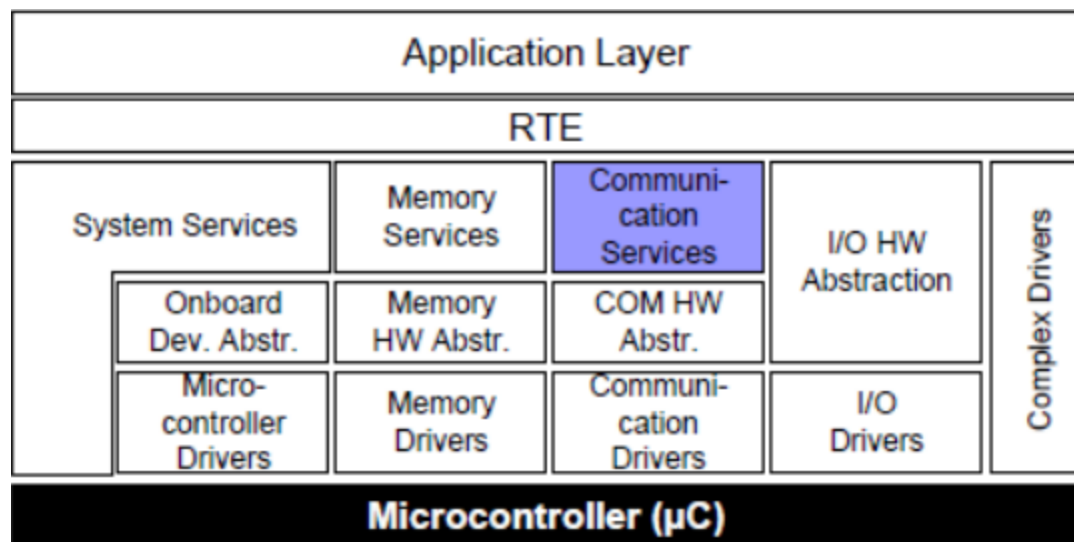 Application Layer
RTE
System Services
Memory
Services
Communi-
cation
Services
I/O HW
Abstraction
Complex Drivers
Onboard
Dev. Abstr.
Memory
HW Abstr.
COM HW
Abstr.
Micro-
controller
Drivers
Memory
Drivers
Communi-
cation
Drivers
I/O
Drivers
Microcontroller (µC)